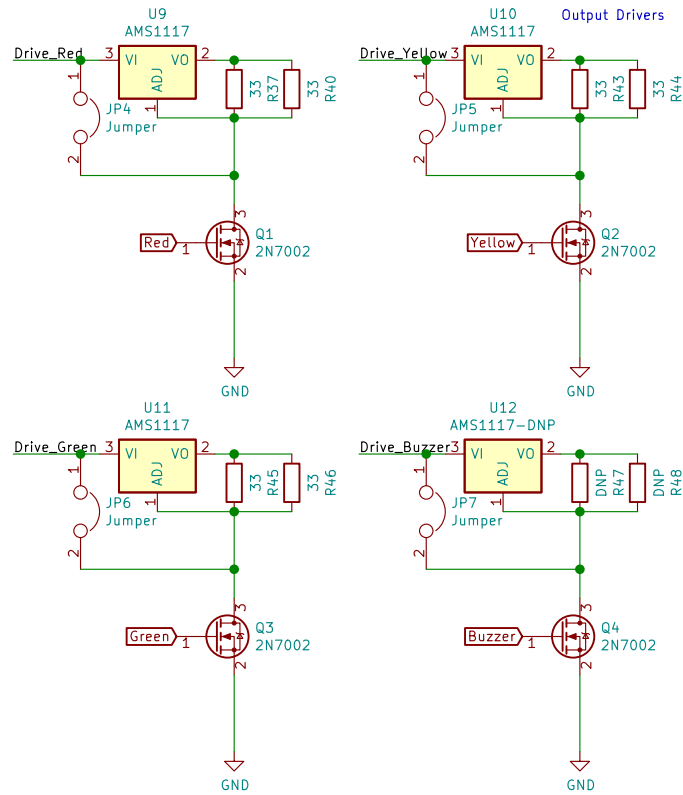 Output Drivers
U9
AMS1117
Drive_Red
3
VI
VO
2
ADJ
1
1
2
JP4
Jumper
33
R37
33
R40
3
Red
1
Q1
2N7002
2
GND
U10
AMS1117
Drive_Yellow
3
VI
VO
2
ADJ
1
1
2
JP5
Jumper
33
R43
33
R44
3
Yellow
1
Q2
2N7002
2
GND
U11
AMS1117
Drive_Green
3
VI
VO
2
ADJ
1
1
2
JP6
Jumper
33
R45
33
R46
3
Green
1
Q3
2N7002
2
GND
U12
AMS1117-DNP
Drive_Buzzer
3
VI
VO
2
ADJ
1
1
2
JP7
Jumper
DNP
R47
DNP
R48
3
Buzzer
1
Q4
2N7002
2
GND